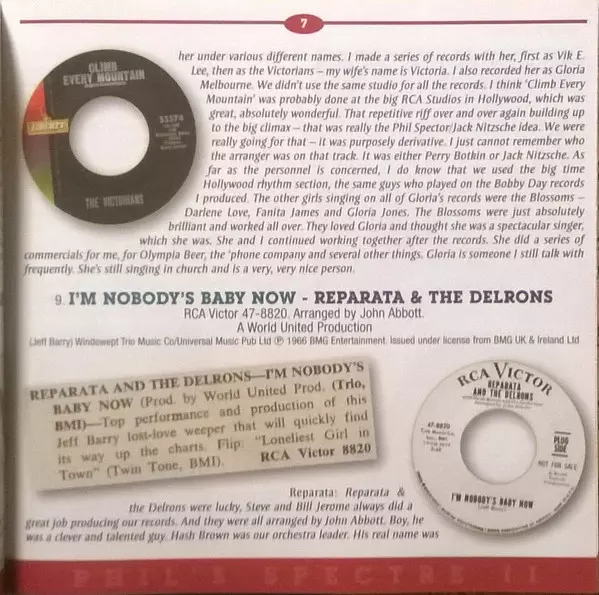 7
her under various different names. I made a series of records with her, first as Vik E.
Lee, then as the Victorians – my wife's name is Victoria. I also recorded her as Gloria
Melbourne. We didn't use the same studio for all the records. I think 'Climb Every
Mountain' was probably done at the big RCA Studios in Hollywood, which was
great, absolutely wonderful. That repetitive riff over and over again building up
to the big climax – that was really the Phil Spector/Jack Nitzsche idea. We were
really going for that – it was purposely derivative. I just cannot remember who
the arranger was on that track. It was either Perry Botkin or Jack Nitzsche. As
far as the personnel is concerned, I do know that we used the big time
Hollywood rhythm section, the same guys who played on the Bobby Day records
I produced. The other girls singing on all of Gloria's records were the Blossoms –
Darlene Love, Fanita James and Gloria Jones. The Blossoms were just absolutely
brilliant and worked all over. They loved Gloria and thought she was a spectacular singer,
which she was. She and I continued working together after the records. She did a series of
commercials for me, for Olympia Beer, the 'phone company and several other things. Gloria is someone I still talk with
frequently. She's still singing in church and is a very, very nice person.
CLIMB
EVERY MOUNTAIN
LIBERTY
55574
THE VICTORIANS
9. I'M NOBODY'S BABY NOW - REPARATA & THE DELRONS
RCA Victor 47-8820. Arranged by John Abbott.
A World United Production
(Jeff Barry) Windswept Trio Music Co/Universal Music Pub Ltd ℗ 1966 BMG Entertainment. Issued under license from BMG UK & Ireland Ltd
REPARATA AND THE DELRONS—I'M NOBODY'S
BABY NOW (Prod. by World United Prod. (Trio,
BMI)—Top performance and production of this
Jeff Barry lost-love weeper that will quickly find
its way up the charts. Flip: "Loneliest Girl in
Town" (Twin Tone, BMI). RCA Victor 8820
RCA VICTOR
REPARATA
AND THE DELRONS
47-8820
PLUG
SIDE
NOT FOR SALE
I'M NOBODY'S BABY NOW
(Jeff Barry)
Reparata: Reparata &
the Delrons were lucky, Steve and Bill Jerome always did a
great job producing our records. And they were all arranged by John Abbott. Boy, he
was a clever and talented guy. Hash Brown was our orchestra leader. His real name was
PHIL'S SPECTRE II